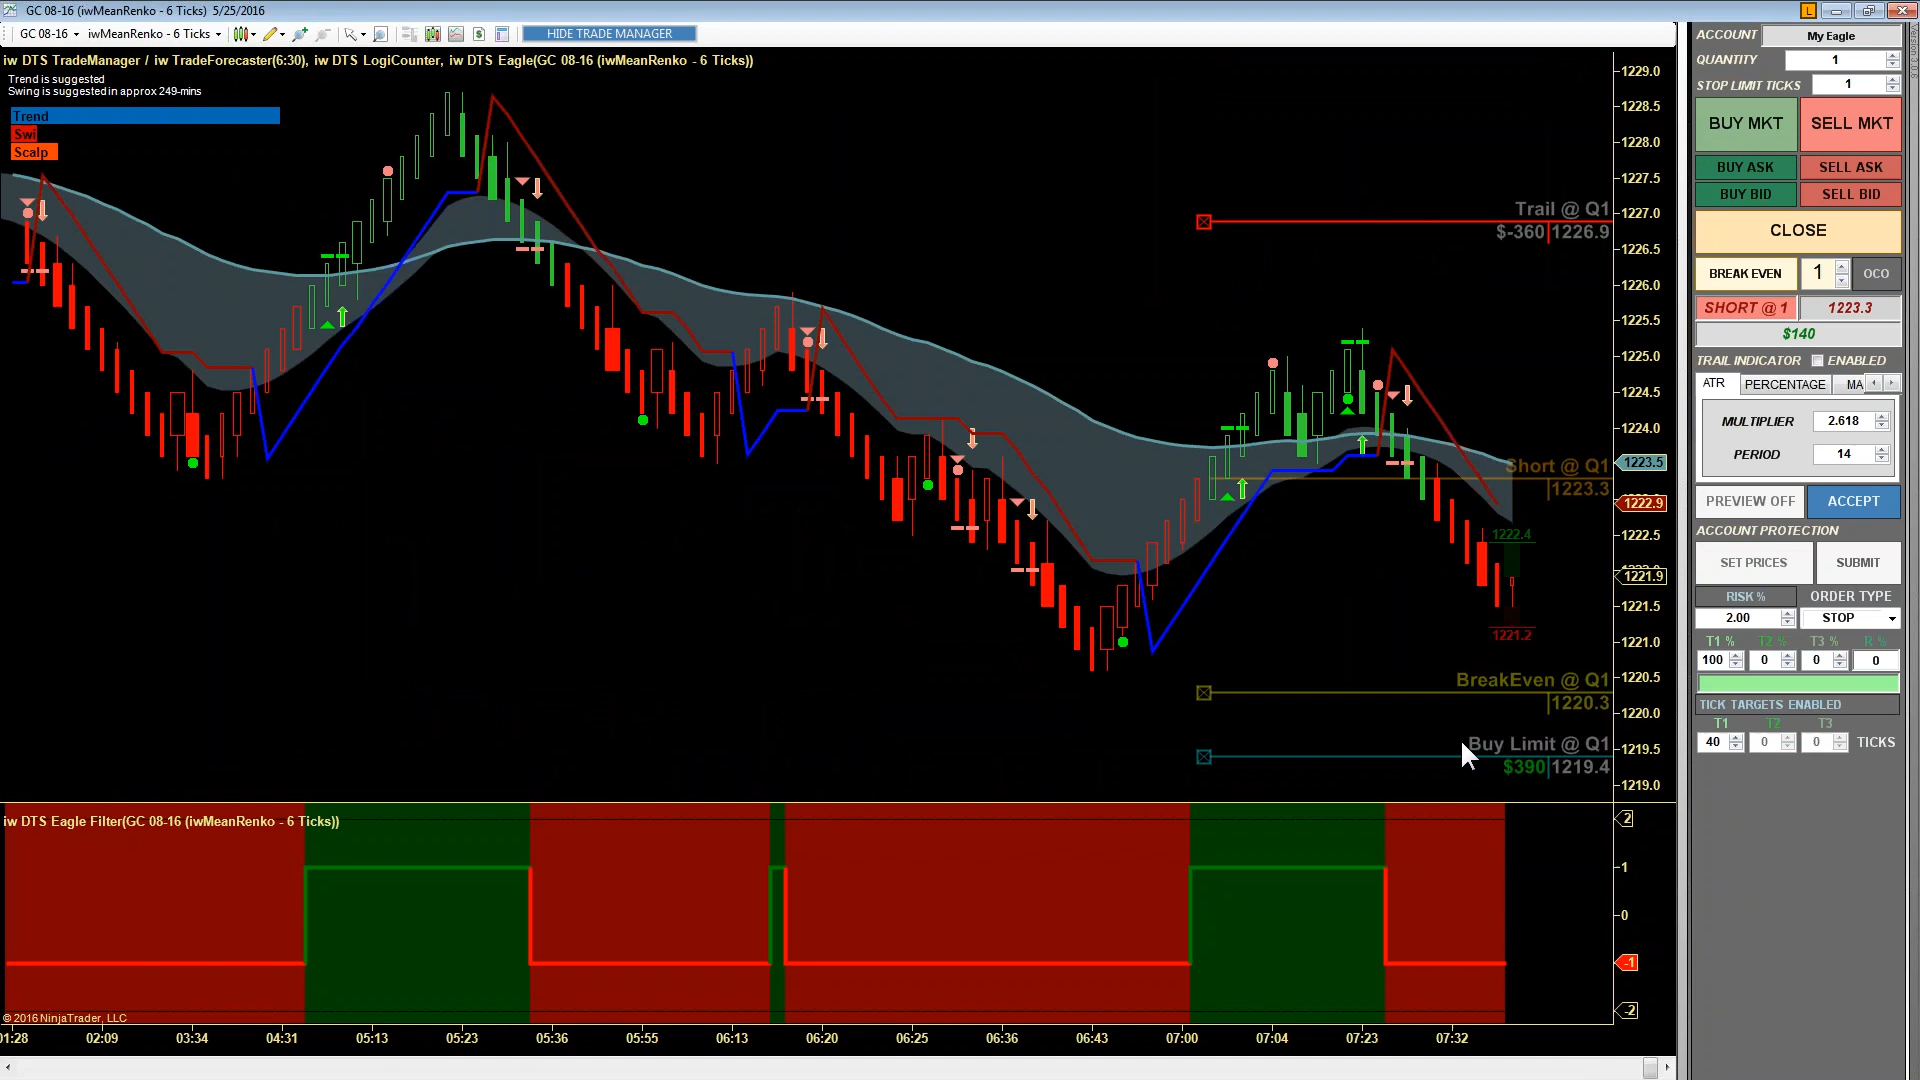 GC 08-16 (iwMeanRenko - 6 Ticks) 5/25/2016
L
GC 08-16 iwMeanRenko - 6 Ticks HIDE TRADE MANAGER
iw DTS TradeManager / iw TradeForecaster(6:30), iw DTS LogiCounter, iw DTS Eagle(GC 08-16 (iwMeanRenko - 6 Ticks))
Trend is suggested
Swing is suggested in approx 249-mins
Trend
Swi
Scalp
1229.0
1228.5
1228.0
1227.5
1227.0
1226.5
1226.0
1225.5
1225.0
1224.5
1224.0
1223.5
1222.9
1222.5
1221.9
1221.5
1221.0
1220.5
1220.0
1219.5
1219.0
Trail @ Q1
$-360 1226.9
Short @ Q1
1223.3
1222.4
1221.2
BreakEven @ Q1
1220.3
Buy Limit @ Q1
$390 1219.4
iw DTS Eagle Filter(GC 08-16 (iwMeanRenko - 6 Ticks))
2
1
0
-1
-2
© 2016 NinjaTrader, LLC
01:28 02:09 03:34 04:31 05:13 05:23 05:36 05:55 06:13 06:20 06:25 06:36 06:43 07:00 07:04 07:23 07:32
ACCOUNT My Eagle
QUANTITY 1
STOP LIMIT TICKS 1
BUY MKT SELL MKT
BUY ASK SELL ASK
BUY BID SELL BID
CLOSE
BREAK EVEN 1 OCO
SHORT @ 1 1223.3
$140
TRAIL INDICATOR ENABLED
ATR PERCENTAGE MA
MULTIPLIER 2.618
PERIOD 14
PREVIEW OFF ACCEPT
ACCOUNT PROTECTION
SET PRICES SUBMIT
RISK % ORDER TYPE
2.00 STOP
T1 % T2 % T3 % R %
100 0 0 0
TICK TARGETS ENABLED
T1 T2 T3
40 0 0 TICKS